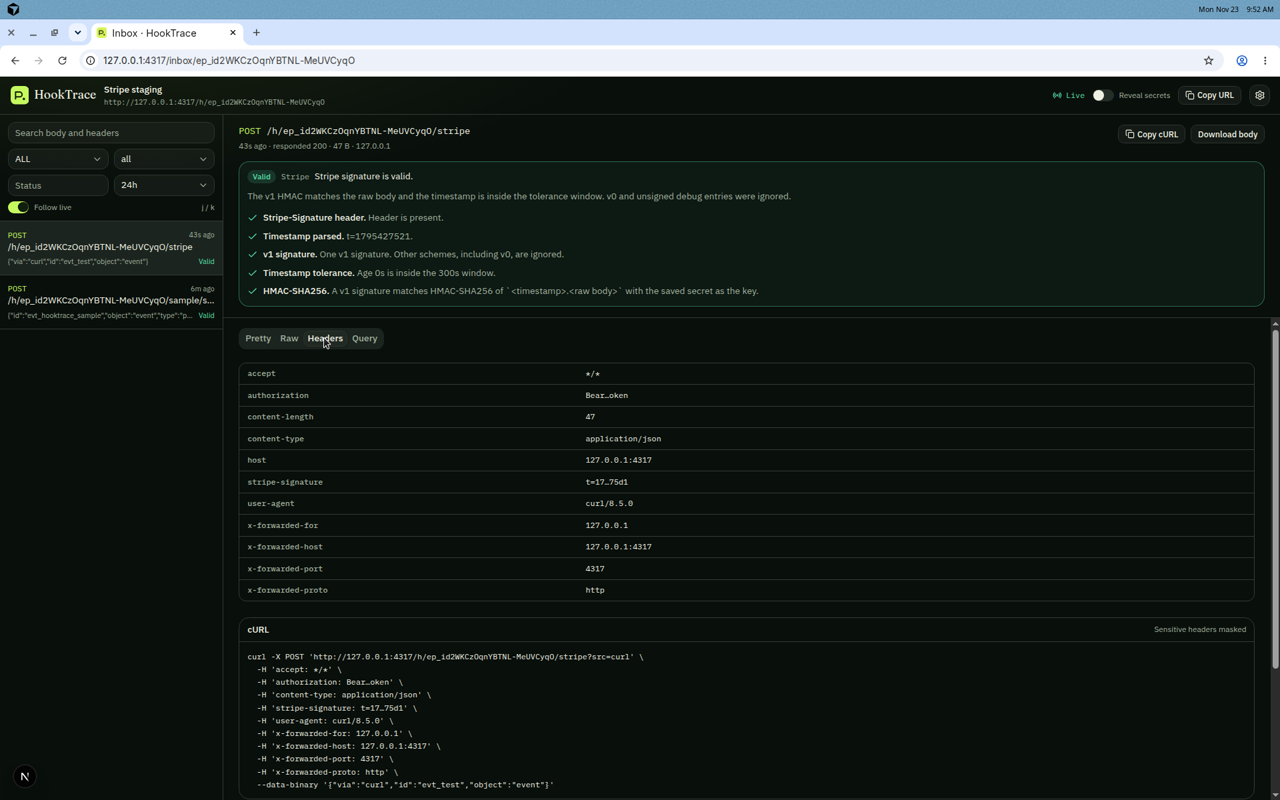 Mon Nov 23 9:52 AM
Inbox · HookTrace
127.0.0.1:4317/inbox/ep_id2WKCzOqnYBTNL-MeUVCyqO
HookTrace
Stripe staging
http://127.0.0.1:4317/h/ep_id2WKCzOqnYBTNL-MeUVCyqO
Live
Reveal secrets
Copy URL
Search body and headers
ALL
all
Status
24h
Follow live
j / k
POST
43s ago
/h/ep_id2WKCzOqnYBTNL-MeUVCyqO/stripe
{"via":"curl","id":"evt_test","object":"event"}
Valid
POST
6m ago
/h/ep_id2WKCzOqnYBTNL-MeUVCyqO/sample/s...
{"id":"evt_hooktrace_sample","object":"event","type":"p...
Valid
POST /h/ep_id2WKCzOqnYBTNL-MeUVCyqO/stripe
43s ago · responded 200 · 47 B · 127.0.0.1
Copy cURL
Download body
Valid Stripe Stripe signature is valid.
The v1 HMAC matches the raw body and the timestamp is inside the tolerance window. v0 and unsigned debug entries were ignored.
Stripe-Signature header. Header is present.
Timestamp parsed. t=1795427521.
v1 signature. One v1 signature. Other schemes, including v0, are ignored.
Timestamp tolerance. Age 0s is inside the 300s window.
HMAC-SHA256. A v1 signature matches HMAC-SHA256 of `<timestamp>.<raw body>` with the saved secret as the key.
Pretty Raw Headers Query
accept */*
authorization Bear…oken
content-length 47
content-type application/json
host 127.0.0.1:4317
stripe-signature t=17…75d1
user-agent curl/8.5.0
x-forwarded-for 127.0.0.1
x-forwarded-host 127.0.0.1:4317
x-forwarded-port 4317
x-forwarded-proto http
cURL
Sensitive headers masked
curl -X POST 'http://127.0.0.1:4317/h/ep_id2WKCzOqnYBTNL-MeUVCyqO/stripe?src=curl' \
-H 'accept: */*' \
-H 'authorization: Bear…oken' \
-H 'content-type: application/json' \
-H 'stripe-signature: t=17…75d1' \
-H 'user-agent: curl/8.5.0' \
-H 'x-forwarded-for: 127.0.0.1' \
-H 'x-forwarded-host: 127.0.0.1:4317' \
-H 'x-forwarded-port: 4317' \
-H 'x-forwarded-proto: http' \
--data-binary '{"via":"curl","id":"evt_test","object":"event"}'
N